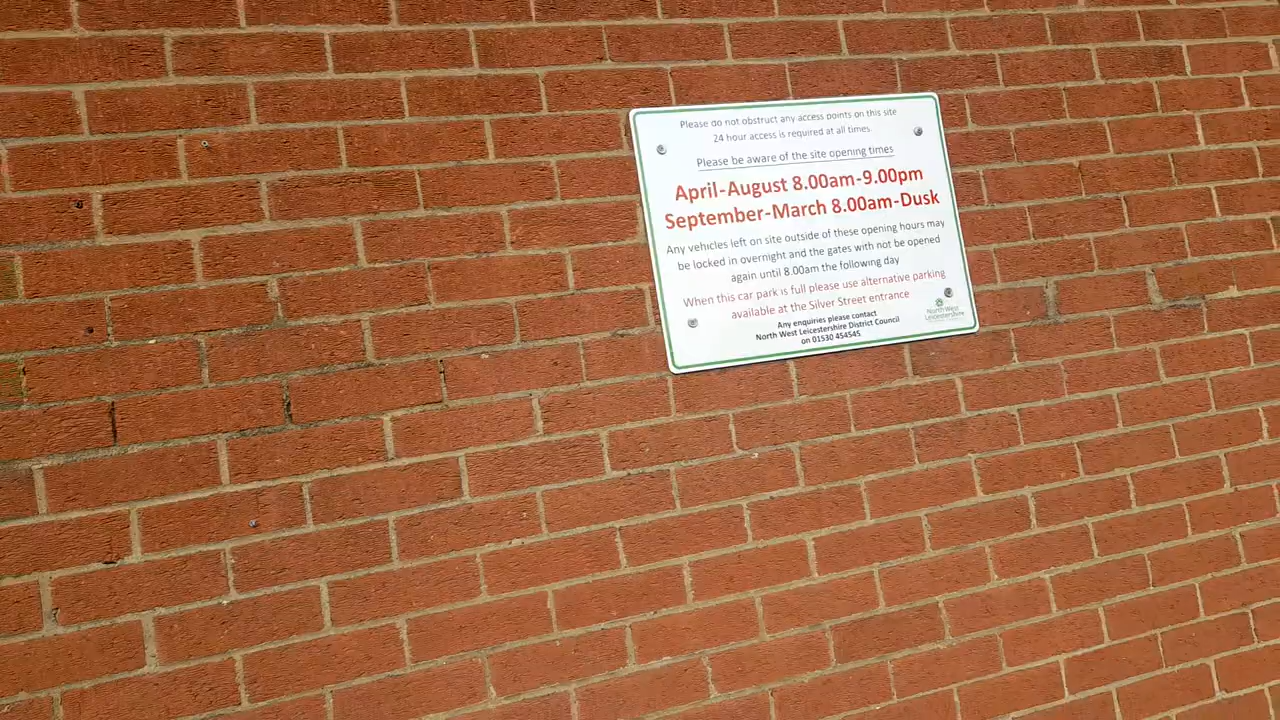 Please do not obstruct any access points on this site
24 hour access is required at all times.
Please be aware of the site opening times
April-August 8.00am-9.00pm
September-March 8.00am-Dusk
Any vehicles left on site outside of these opening hours may
be locked in overnight and the gates with not be opened
again until 8.00am the following day
When this car park is full please use alternative parking
available at the Silver Street entrance
Any enquiries please contact
North West Leicestershire District Council
on 01530 454545
North West
Leicestershire